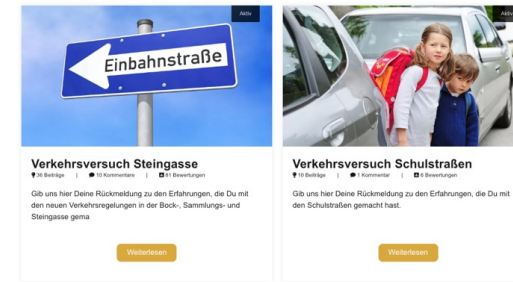 Aktiv
Einbahnstraße
Verkehrsversuch Steingasse
36 Beiträge | 10 Kommentare | 81 Bewertungen
Gib uns hier Deine Rückmeldung zu den Erfahrungen, die Du mit
den neuen Verkehrsregelungen in der Bock-, Sammlungs- und
Steingasse gema
Weiterlesen
Aktiv
Verkehrsversuch Schulstraßen
10 Beiträge | 1 Kommentar | 6 Bewertungen
Gib uns hier Deine Rückmeldung zu den Erfahrungen, die Du mit
den Schulstraßen gemacht hast.
Weiterlesen